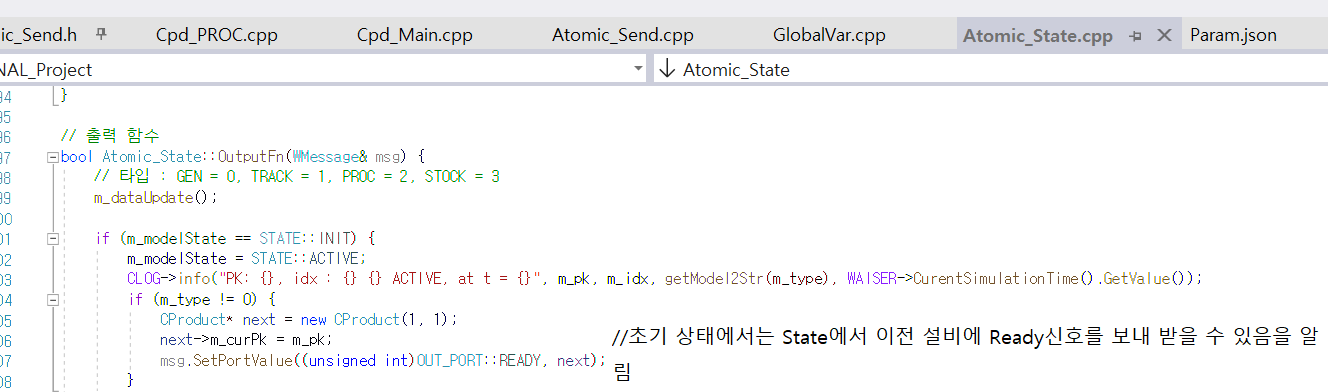 ic_Send.h Cpd_PROC.cpp Cpd_Main.cpp Atomic_Send.cpp GlobalVar.cpp Atomic_State.cpp Param.json
NAL_Project Atomic_State
94 }
95
96 // 출력 함수
97 bool Atomic_State::OutputFn(WMessage& msg) {
98 // 타입 : GEN = 0, TRACK = 1, PROC = 2, STOCK = 3
99 m_dataUpdate();
00
01 if (m_modelState == STATE::INIT) {
02 m_modelState = STATE::ACTIVE;
03 CLOG->info("PK: {}, idx : {} {} ACTIVE, at t = {}", m_pk, m_idx, getModel2Str(m_type), WAISER->CurentSimulationTime().GetValue());
04 if (m_type != 0) {
05 CProduct* next = new CProduct(1, 1);
06 next->m_curPk = m_pk;
07 msg.SetPortValue((unsigned int)OUT_PORT::READY, next);
08 }
//초기 상태에서는 State에서 이전 설비에 Ready신호를 보내 받을 수 있음을 알
림